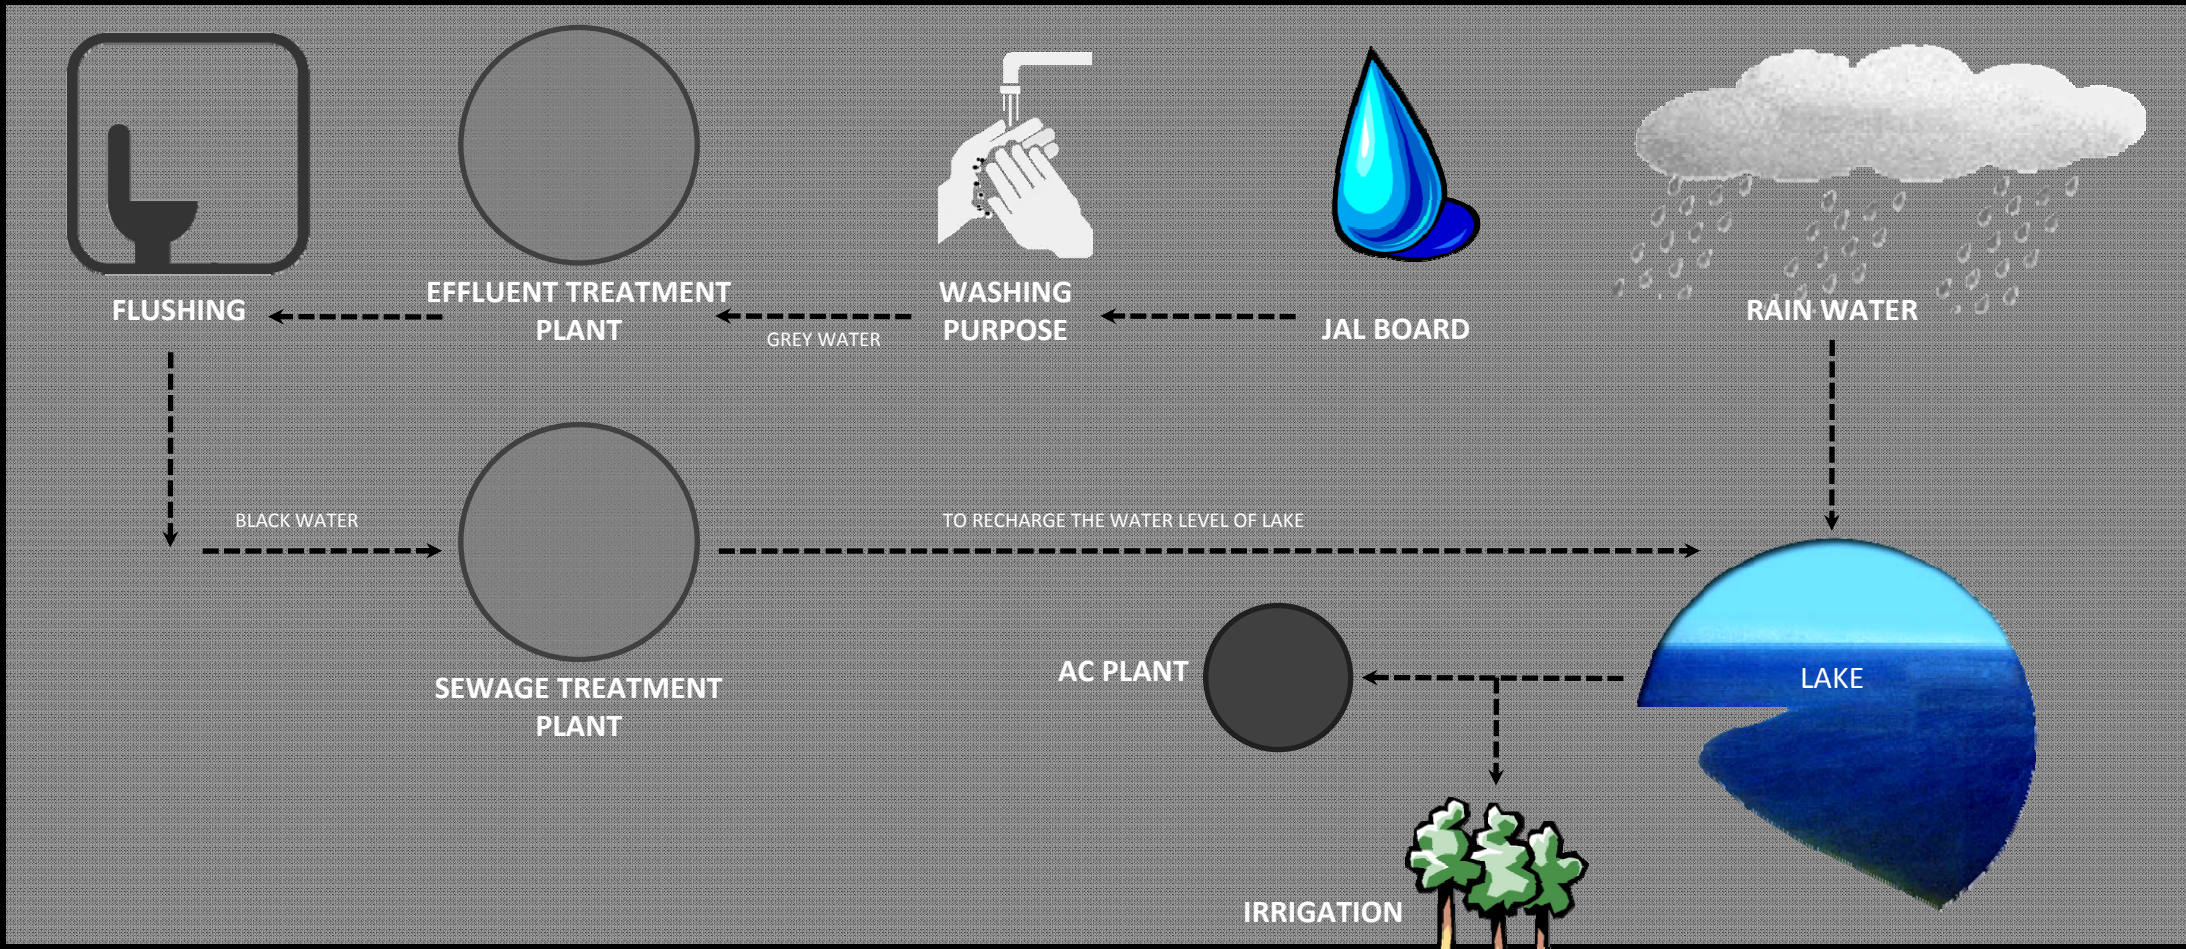 FLUSHING
EFFLUENT TREATMENT
PLANT
GREY WATER
WASHING
PURPOSE
JAL BOARD
RAIN WATER
BLACK WATER
TO RECHARGE THE WATER LEVEL OF LAKE
SEWAGE TREATMENT
PLANT
AC PLANT
LAKE
IRRIGATION